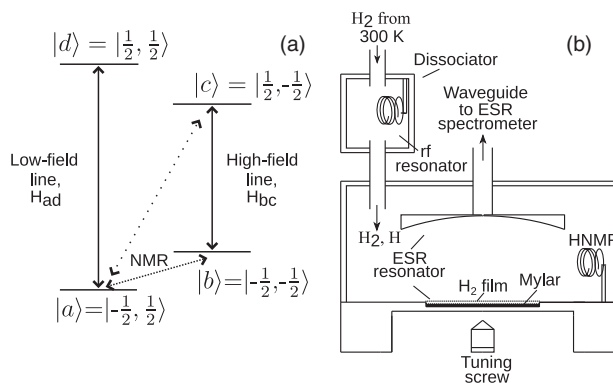 (a)
|d⟩ = |½, ½⟩
|c⟩ = |½,-½⟩
Low-field
line,
H_ad
High-field
line,
H_bc
NMR
|a⟩=|-½, ½⟩
|b⟩=|-½,-½⟩
(b)
H2 from
300 K
Dissociator
Waveguide
to ESR
spectrometer
rf
resonator
H2, H
ESR
resonator
HNMR
H₂ film
Mylar
Tuning
screw